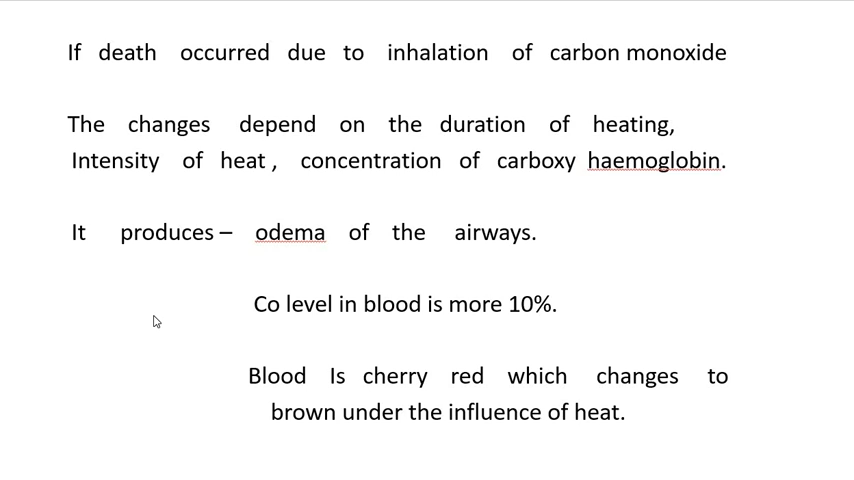 If death occurred due to inhalation of carbon monoxide
The changes depend on the duration of heating,
Intensity of heat , concentration of carboxy haemoglobin.
It produces – odema of the airways.
Co level in blood is more 10%.
Blood Is cherry red which changes to
brown under the influence of heat.